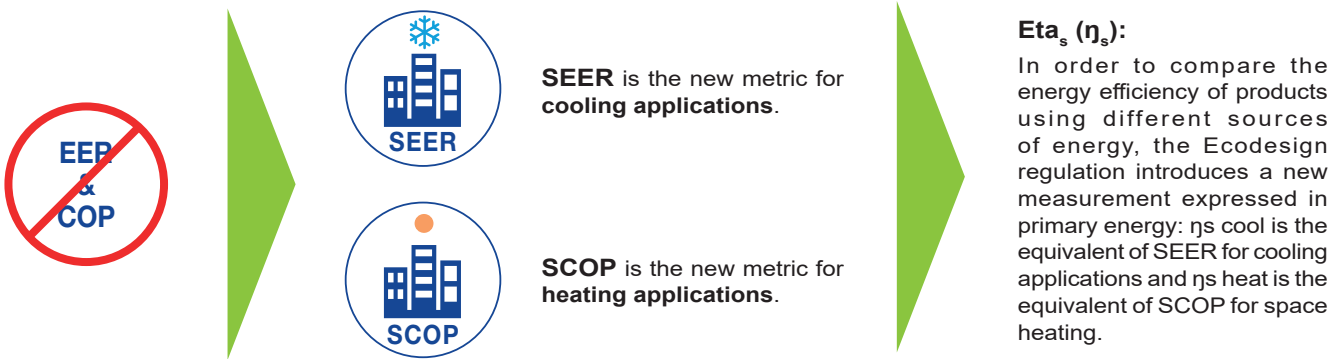 EER
&
COP
SEER
SEER is the new metric for
cooling applications.
SCOP
SCOP is the new metric for
heating applications.
Etaₛ (ŋₛ):
In order to compare the
energy efficiency of products
using different sources
of energy, the Ecodesign
regulation introduces a new
measurement expressed in
primary energy: ŋs cool is the
equivalent of SEER for cooling
applications and ŋs heat is the
equivalent of SCOP for space
heating.